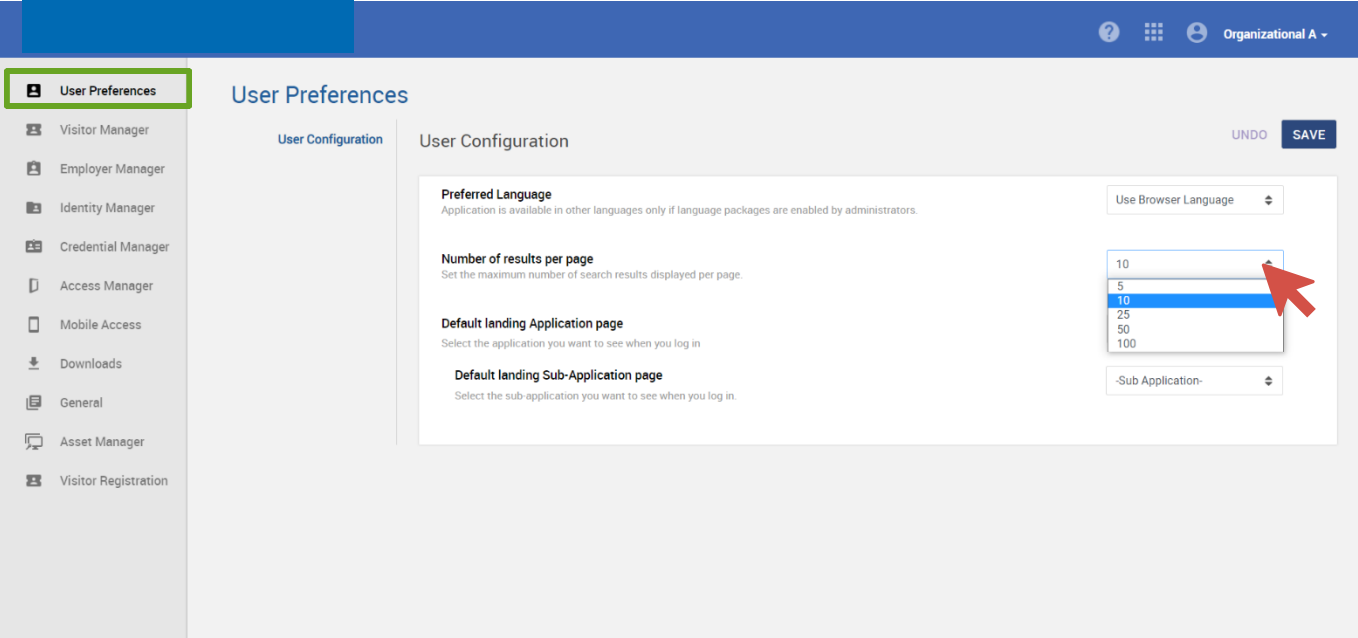 Organizational A
User Preferences
Visitor Manager
Employer Manager
Identity Manager
Credential Manager
Access Manager
Mobile Access
Downloads
General
Asset Manager
Visitor Registration
User Preferences
User Configuration
User Configuration
UNDO
SAVE
Preferred Language
Application is available in other languages only if language packages are enabled by administrators.
Use Browser Language
Number of results per page
Set the maximum number of search results displayed per page.
10
5
10
25
50
100
Default landing Application page
Select the application you want to see when you log in
Default landing Sub-Application page
Select the sub-application you want to see when you log in.
-Sub Application-